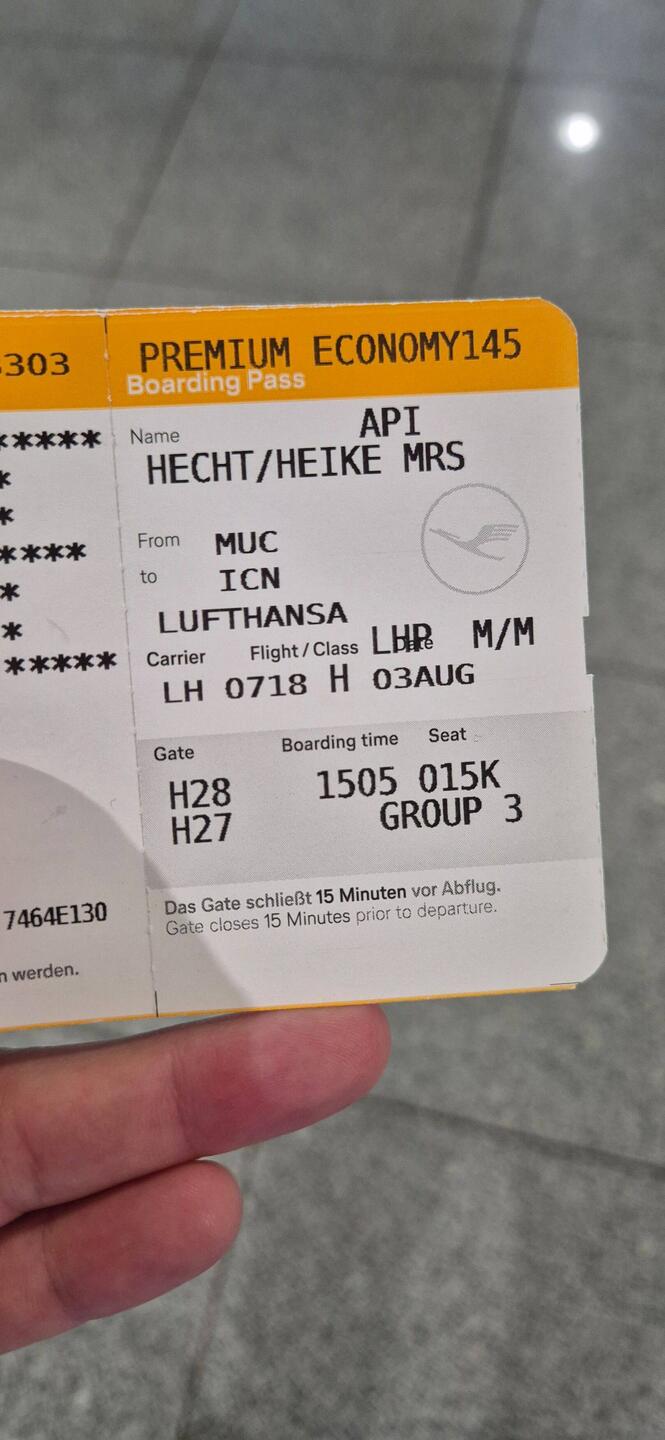 303
*****
*
*
****
*
*
*****
7464E130
n werden.
PREMIUM ECONOMY145
Boarding Pass
API
Name
HECHT/HEIKE MRS
From MUC
to ICN
LUFTHANSA
LHR M/M
Carrier Flight/Class Date
LH 0718 H 03AUG
Gate Boarding time Seat
H28 1505 015K
H27 GROUP 3
Das Gate schließt 15 Minuten vor Abflug.
Gate closes 15 Minutes prior to departure.